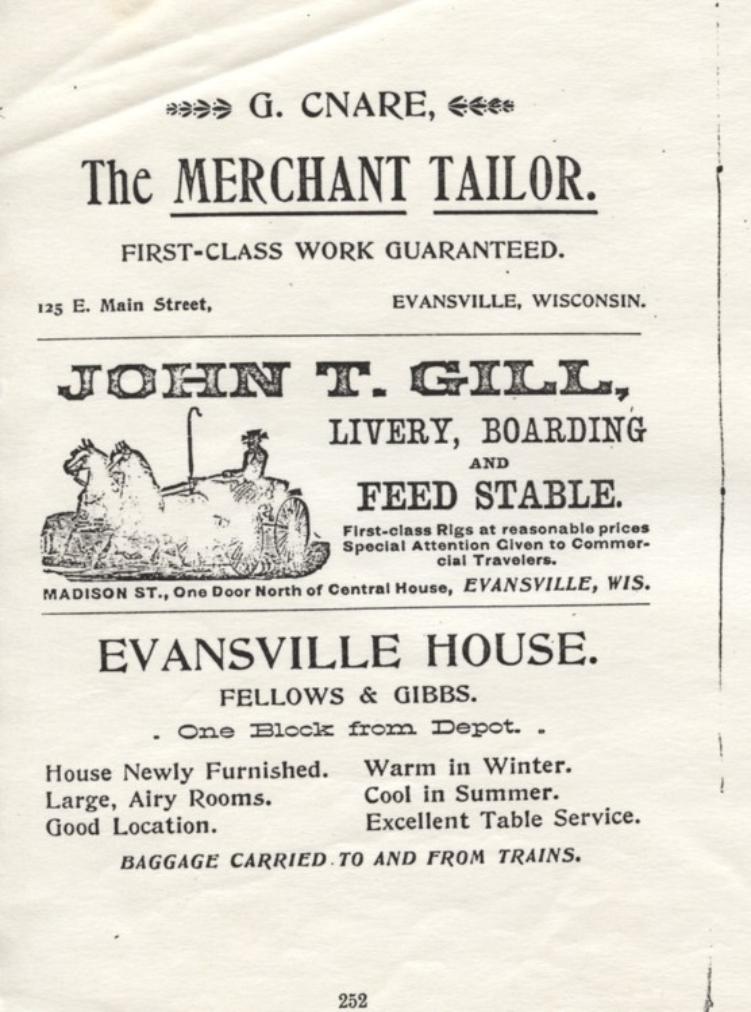 G. CNARE,
The MERCHANT TAILOR.
FIRST-CLASS WORK GUARANTEED.
125 E. Main Street, EVANSVILLE, WISCONSIN.
JOHN T. GILL,
LIVERY, BOARDING
AND
FEED STABLE.
First-class Rigs at reasonable prices
Special Attention Given to Commer-
cial Travelers.
MADISON ST., One Door North of Central House, EVANSVILLE, WIS.
EVANSVILLE HOUSE.
FELLOWS & GIBBS.
. One Block from Depot. .
House Newly Furnished. Warm in Winter.
Large, Airy Rooms. Cool in Summer.
Good Location. Excellent Table Service.
BAGGAGE CARRIED TO AND FROM TRAINS.
252